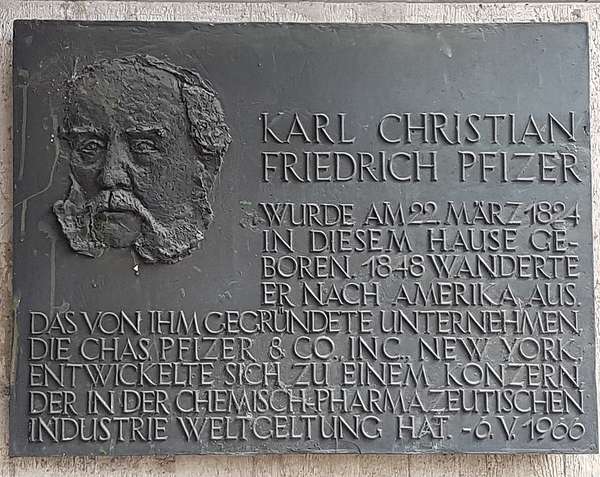 KARL CHRISTIAN
FRIEDRICH PFIZER
WURDE AM 22. MÄRZ 1824
IN DIESEM HAUSE GE-
BOREN. 1848 WANDERTE
ER NACH AMERIKA AUS.
DAS VON IHM GEGRÜNDETE UNTERNEHMEN,
DIE CHAS. PFIZER & CO., INC., NEW YORK,
ENTWICKELTE SICH ZU EINEM KONZERN
DER IN DER CHEMISCH-PHARMAZEUTISCHEN
INDUSTRIE WELTGELTUNG HAT. - 6. V. 1966